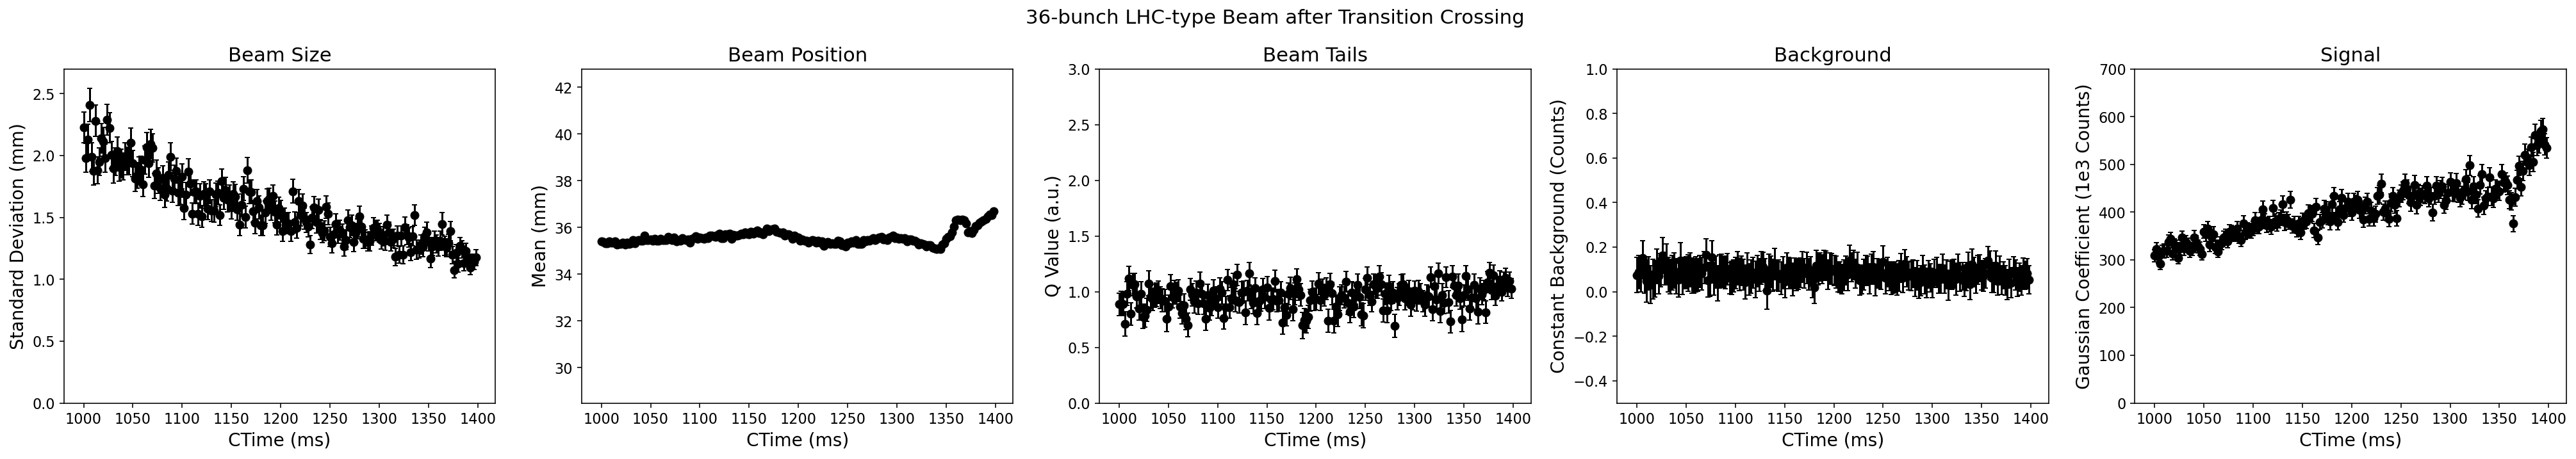 36-bunch LHC-type Beam after Transition Crossing
Beam Size
Standard Deviation (mm)
2.5
2.0
1.5
1.0
0.5
0.0
1000 1050 1100 1150 1200 1250 1300 1350 1400
CTime (ms)
Beam Position
Mean (mm)
42
40
38
36
34
32
30
1000 1050 1100 1150 1200 1250 1300 1350 1400
CTime (ms)
Beam Tails
Q Value (a.u.)
3.0
2.5
2.0
1.5
1.0
0.5
0.0
1000 1050 1100 1150 1200 1250 1300 1350 1400
CTime (ms)
Background
Constant Background (Counts)
1.0
0.8
0.6
0.4
0.2
0.0
−0.2
−0.4
1000 1050 1100 1150 1200 1250 1300 1350 1400
CTime (ms)
Signal
Gaussian Coefficient (1e3 Counts)
700
600
500
400
300
200
100
0
1000 1050 1100 1150 1200 1250 1300 1350 1400
CTime (ms)